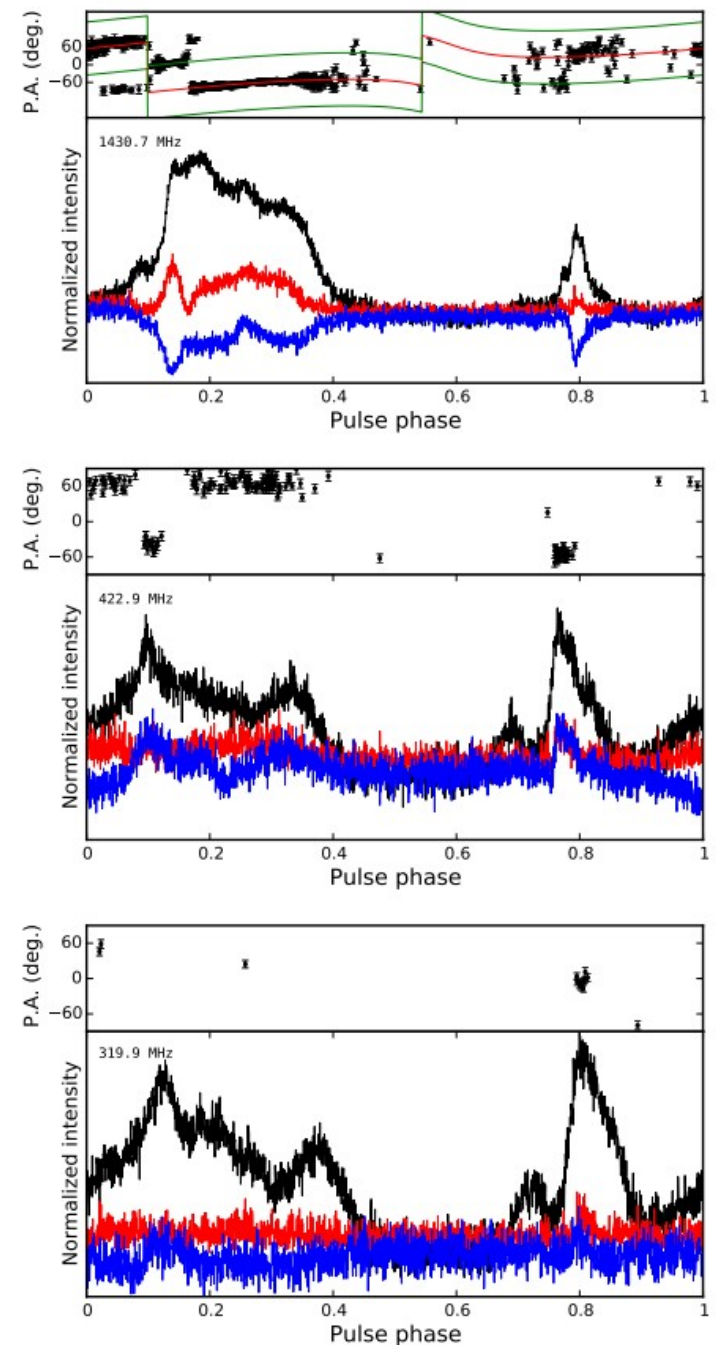 P.A. (deg.)
60
0
−60
1430.7 MHz
Normalized intensity
0
0.2
0.4
0.6
0.8
1
Pulse phase
P.A. (deg.)
60
0
−60
422.9 MHz
Normalized intensity
0
0.2
0.4
0.6
0.8
1
Pulse phase
P.A. (deg.)
60
0
−60
319.9 MHz
Normalized intensity
0
0.2
0.4
0.6
0.8
1
Pulse phase